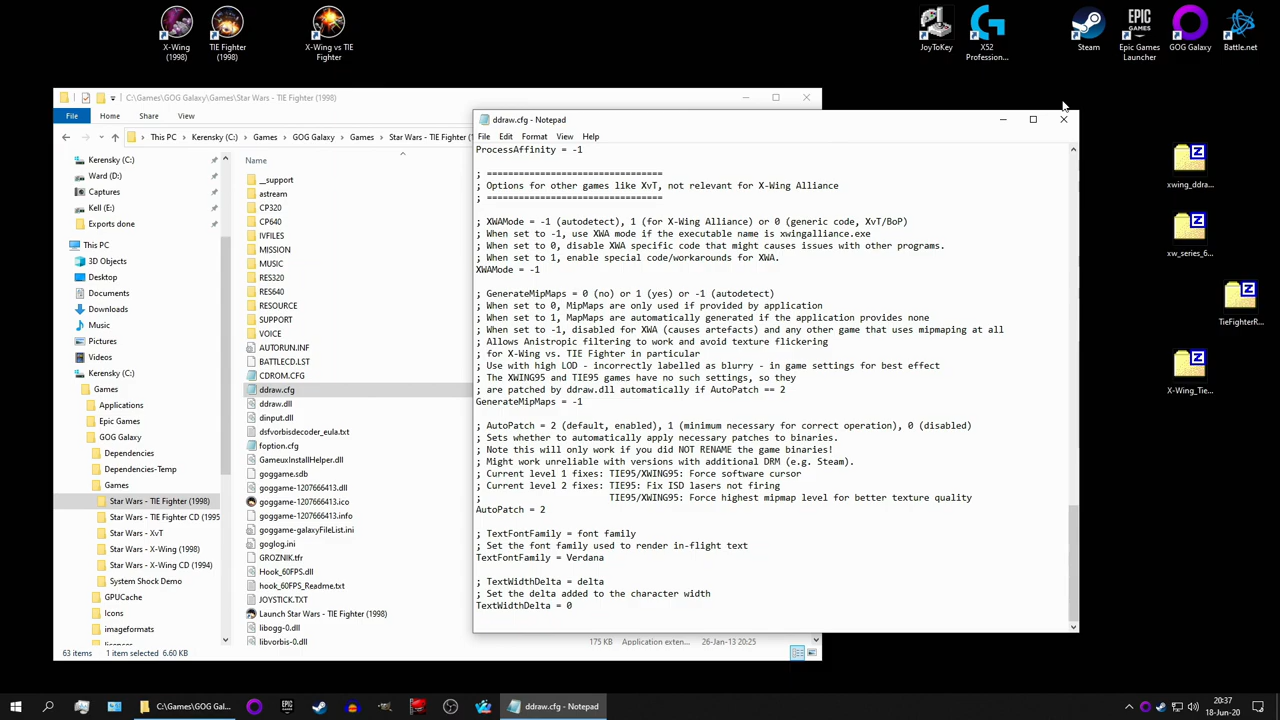 X-Wing
(1998)
TIE Fighter
(1998)
X-Wing vs TIE
Fighter
JoyToKey
X52
Profession...
Steam
Epic Games
Launcher
GOG Galaxy
Battle.net
C:\Games\GOG Galaxy\Games\Star Wars - TIE Fighter (1998)
File
Home
Share
View
This PC
Kerensky (C:)
Games
GOG Galaxy
Games
Star Wars - TIE Fighter (1
Kerensky (C:)
Ward (D:)
Captures
Kell (E:)
Exports done
This PC
3D Objects
Desktop
Documents
Downloads
Music
Pictures
Videos
Kerensky (C:)
Games
Applications
Epic Games
GOG Galaxy
Dependencies
Dependencies-Temp
Games
Star Wars - TIE Fighter (1998)
Star Wars - TIE Fighter CD (1995
Star Wars - XvT
Star Wars - X-Wing (1998)
Star Wars - X-Wing CD (1994)
System Shock Demo
GPUCache
Icons
imageformats
licenses
Name
__support
astream
CP320
CP640
IVFILES
MISSION
MUSIC
RES320
RES640
RESOURCE
SUPPORT
VOICE
AUTORUN.INF
BATTLECD.LST
CDROM.CFG
ddraw.cfg
ddraw.dll
dinput.dll
dsfvorbisdecoder_eula.txt
foption.cfg
GameuxInstallHelper.dll
goggame.sdb
goggame-1207666413.dll
goggame-1207666413.ico
goggame-1207666413.info
goggame-galaxyFileList.ini
goglog.ini
GROZNIK.tfr
Hook_60FPS.dll
hook_60FPS_Readme.txt
JOYSTICK.TXT
Launch Star Wars - TIE Fighter (1998)
libogg-0.dll
libvorbis-0.dll
175 KB Application exten... 26-Jan-13 20:25
63 items 1 item selected 6.60 KB
ddraw.cfg - Notepad
File Edit Format View Help
ProcessAffinity = -1
; =================================
; Options for other games like XvT, not relevant for X-Wing Alliance
; =================================
; XWAMode = -1 (autodetect), 1 (for X-Wing Alliance) or 0 (generic code, XvT/BoP)
; When set to -1, use XWA mode if the executable name is xwingalliance.exe
; When set to 0, disable XWA specific code that might causes issues with other programs.
; When set to 1, enable special code/workarounds for XWA.
XWAMode = -1
; GenerateMipMaps = 0 (no) or 1 (yes) or -1 (autodetect)
; When set to 0, MipMaps are only used if provided by application
; When set to 1, MapMaps are automatically generated if the application provides none
; When set to -1, disabled for XWA (causes artefacts) and any other game that uses mipmaping at all
; Allows Anistropic filtering to work and avoid texture flickering
; for X-Wing vs. TIE Fighter in particular
; Use with high LOD - incorrectly labelled as blurry - in game settings for best effect
; The XWING95 and TIE95 games have no such settings, so they
; are patched by ddraw.dll automatically if AutoPatch == 2
GenerateMipMaps = -1
; AutoPatch = 2 (default, enabled), 1 (minimum necessary for correct operation), 0 (disabled)
; Sets whether to automatically apply necessary patches to binaries.
; Note this will only work if you did NOT RENAME the game binaries!
; Might work unreliable with versions with additional DRM (e.g. Steam).
; Current level 1 fixes: TIE95/XWING95: Force software cursor
; Current level 2 fixes: TIE95: Fix ISD lasers not firing
; TIE95/XWING95: Force highest mipmap level for better texture quality
AutoPatch = 2
; TextFontFamily = font family
; Set the font family used to render in-flight text
TextFontFamily = Verdana
; TextWidthDelta = delta
; Set the delta added to the character width
TextWidthDelta = 0
xwing_ddra...
xw_series_6...
TieFighterR...
X-Wing_Tie...
C:\Games\GOG Gal...
ddraw.cfg - Notepad
20:37
18-Jun-20